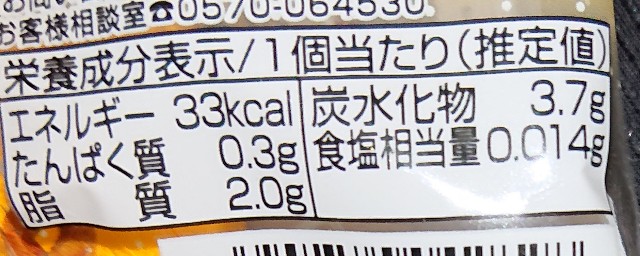 お客様相談室☎0570-064530
栄養成分表示/1個当たり(推定値)
エネルギー 33kcal
たんぱく質 0.3g
脂質 2.0g
炭水化物 3.7g
食塩相当量0.014g